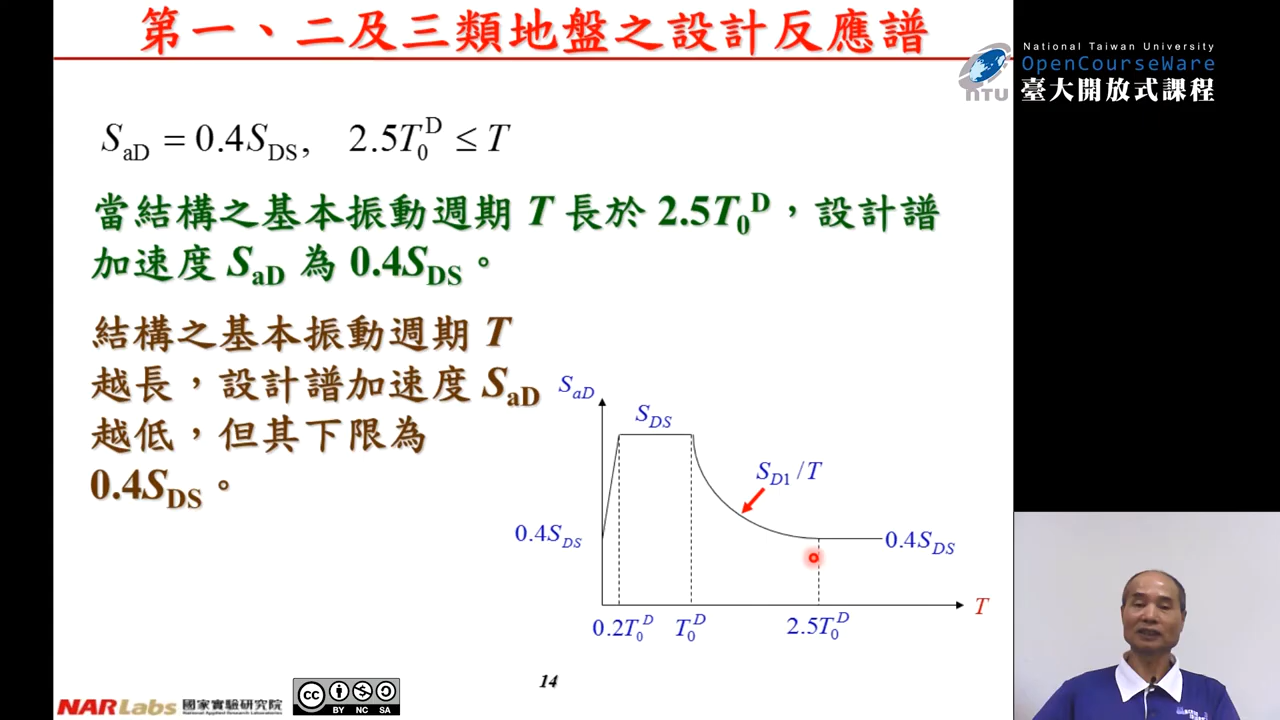 第一、二及三類地盤之設計反應譜
National Taiwan University
OpenCourseWare
臺大開放式課程
NTU
S_aD = 0.4S_DS,　2.5T_0^D ≤ T
當結構之基本振動週期 T 長於 2.5T_0^D，設計譜
加速度 S_aD 為 0.4S_DS。
結構之基本振動週期 T
越長，設計譜加速度 S_aD
越低，但其下限為
0.4S_DS。
S_aD
S_DS
S_D1 / T
0.4S_DS
0.4S_DS
T
0.2T_0^D
T_0^D
2.5T_0^D
14
NARLabs 國家實驗研究院
National Applied Research Laboratories
CC BY NC SA